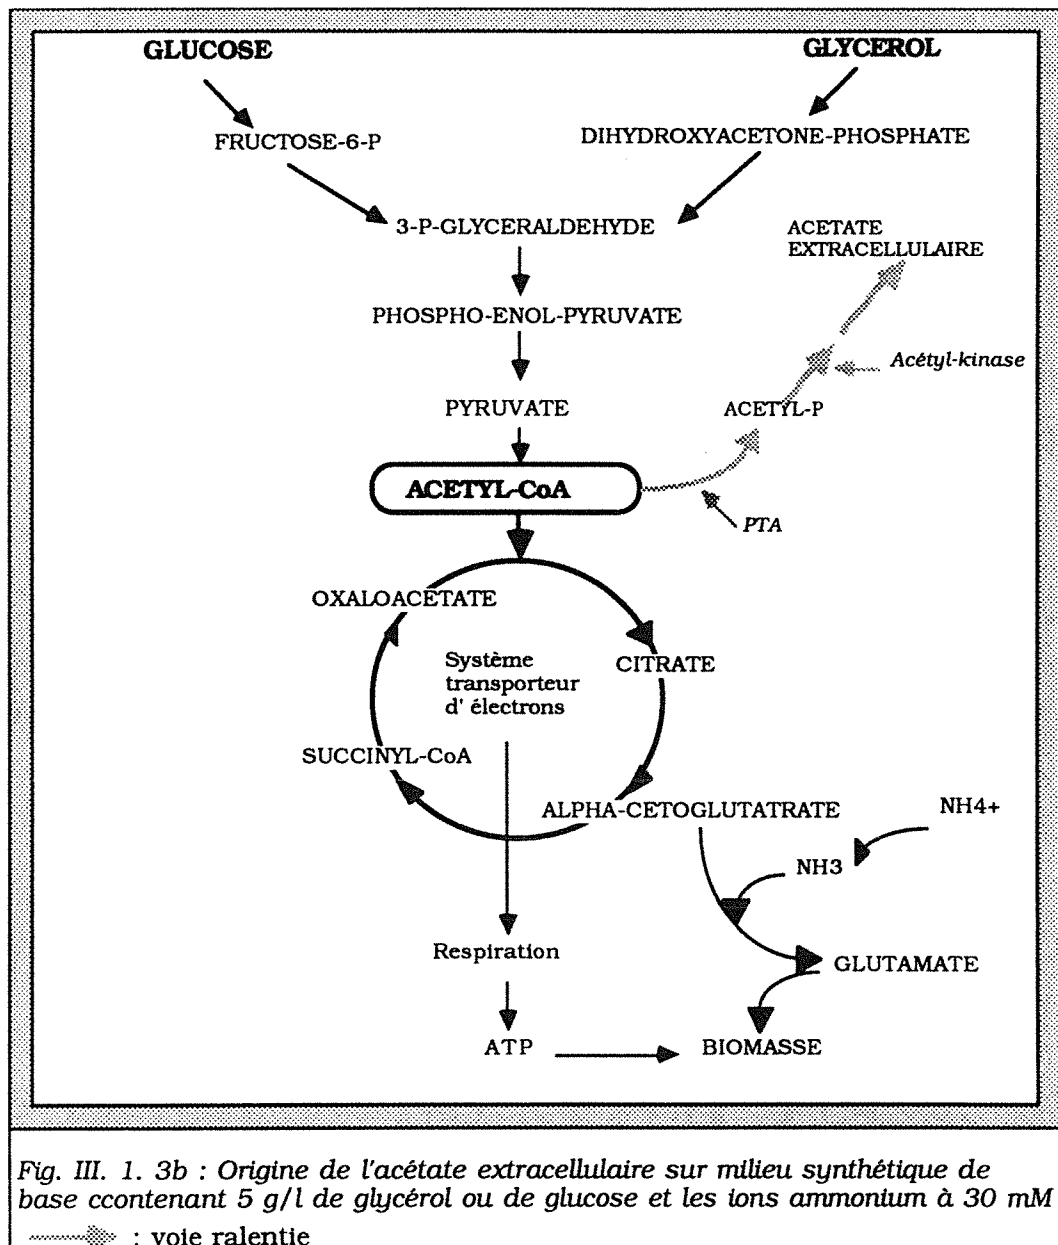 GLUCOSE
GLYCEROL
FRUCTOSE-6-P
DIHYDROXYACETONE-PHOSPHATE
3-P-GLYCERALDEHYDE
ACETATE
EXTRACELLULAIRE
PHOSPHO-ENOL-PYRUVATE
Acétyl-kinase
PYRUVATE
ACETYL-P
ACETYL-CoA
PTA
OXALOACETATE
CITRATE
Système
transporteur
d' électrons
SUCCINYL-CoA
ALPHA-CETOGLUTATRATE
NH4+
NH3
Respiration
GLUTAMATE
ATP
BIOMASSE
Fig. III. 1. 3b : Origine de l'acétate extracellulaire sur milieu synthétique de
base ccontenant 5 g/l de glycérol ou de glucose et les ions ammonium à 30 mM
: voie ralentie